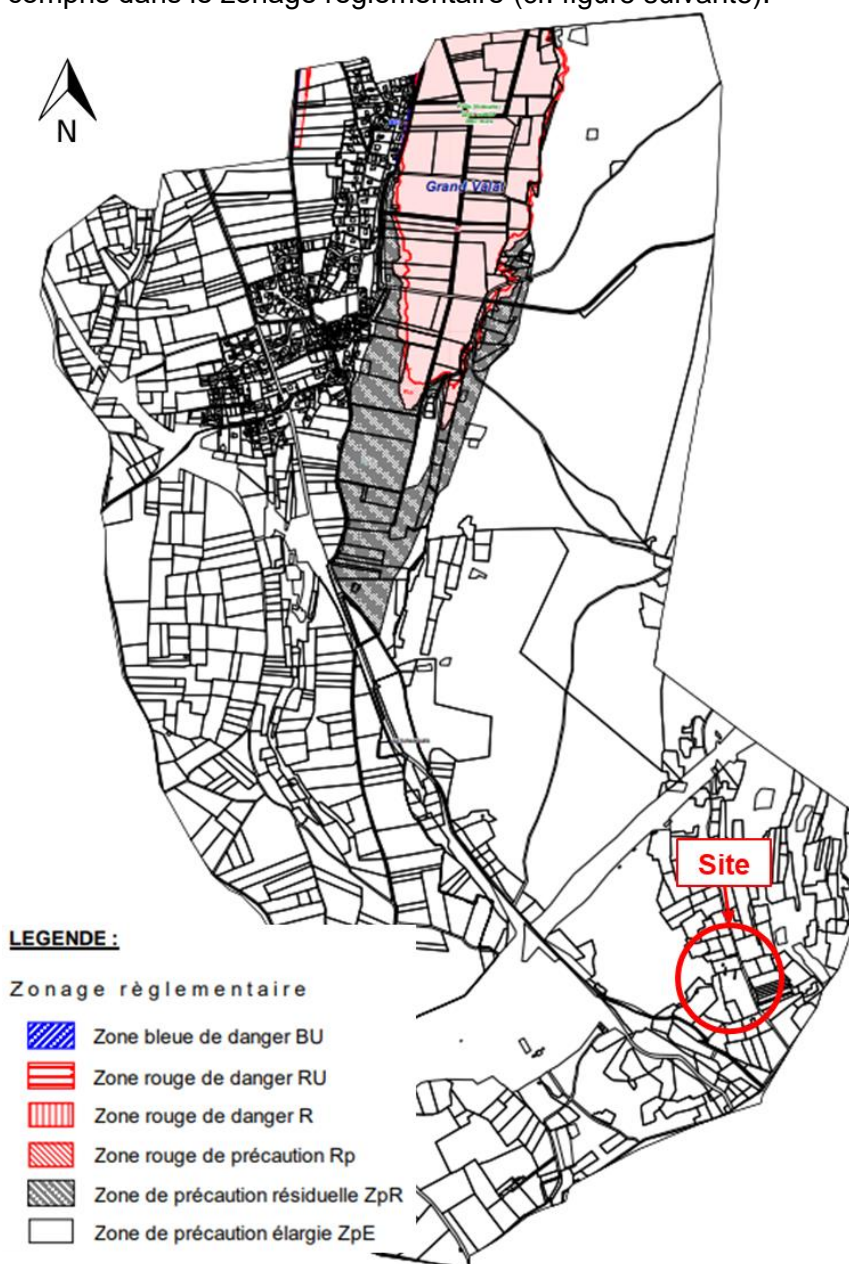 compris dans le zonage réglementaire (cf. figure suivante).
N
Grand Valat
Site
LEGENDE :
Zonage règlementaire
Zone bleue de danger BU
Zone rouge de danger RU
Zone rouge de danger R
Zone rouge de précaution Rp
Zone de précaution résiduelle ZpR
Zone de précaution élargie ZpE